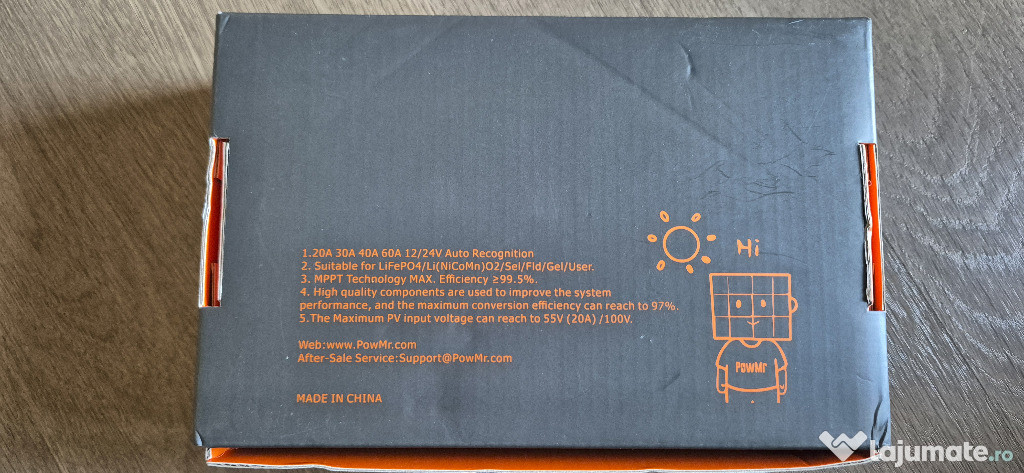 1.20A 30A 40A 60A 12/24V Auto Recognition
2. Suitable for LiFePO4/Li(NiCoMn)O2/Sel/Fld/Gel/User.
3. MPPT Technology MAX. Efficiency ≥99.5%.
4. High quality components are used to improve the system
performance, and the maximum conversion efficiency can reach to 97%.
5.The Maximum PV input voltage can reach to 55V (20A) /100V.
Hi
PowMr
Web:www.PowMr.com
After-Sale Service:Support@PowMr.com
MADE IN CHINA
lajumate.ro